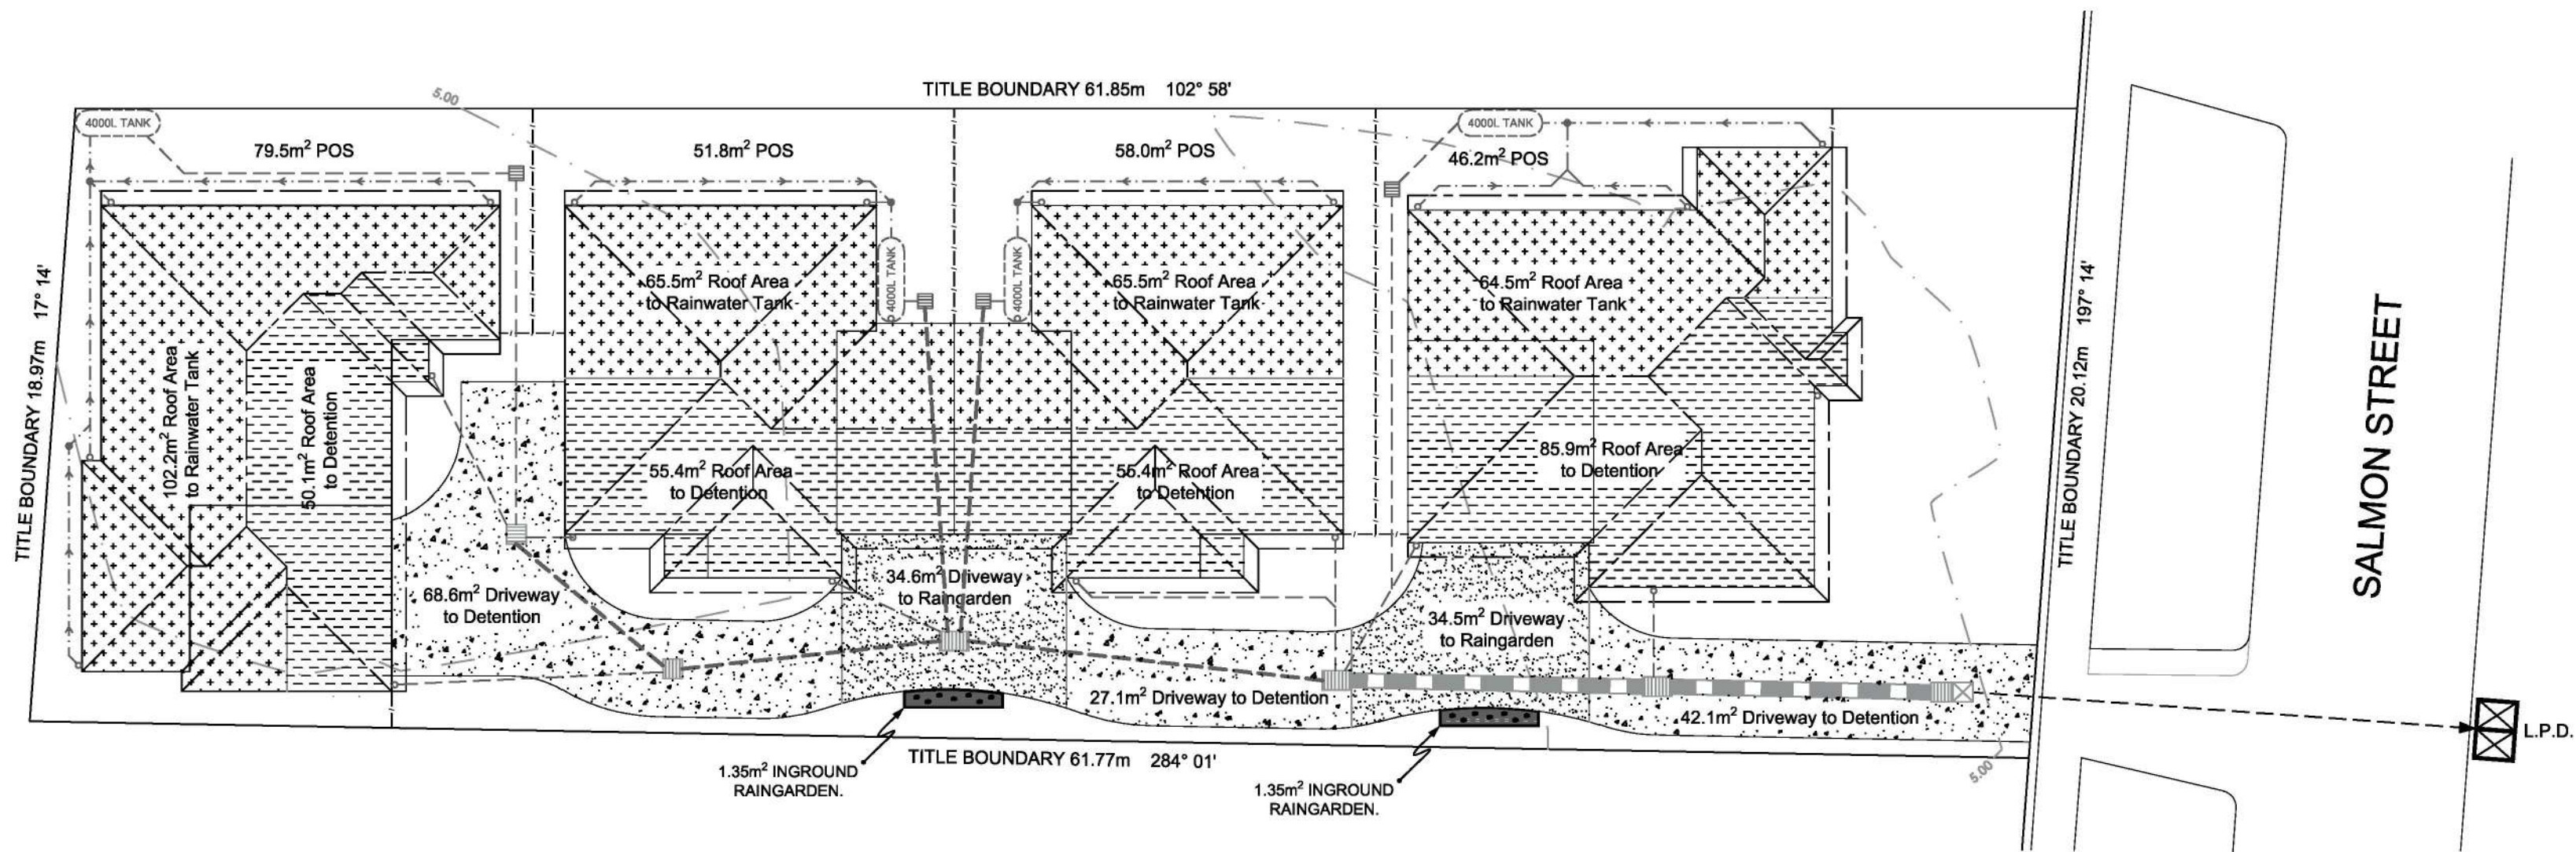 TITLE BOUNDARY 61.85m 102° 58'
5.00
4000L TANK
4000L TANK
79.5m² POS
51.8m² POS
58.0m² POS
46.2m² POS
TITLE BOUNDARY 18.97m 17° 14'
102.2m² Roof Area
to Rainwater Tank
50.1m² Roof Area
to Detention
65.5m² Roof Area
to Rainwater Tank
4000L TANK
4000L TANK
65.5m² Roof Area
to Rainwater Tank
64.5m² Roof Area
to Rainwater Tank
55.4m² Roof Area
to Detention
55.4m² Roof Area
to Detention
85.9m² Roof Area
to Detention
68.6m² Driveway
to Detention
34.6m² Driveway
to Raingarden
34.5m² Driveway
to Raingarden
27.1m² Driveway to Detention
42.1m² Driveway to Detention
TITLE BOUNDARY 20.12m 197° 14'
SALMON STREET
L.P.D.
TITLE BOUNDARY 61.77m 284° 01'
5.00
1.35m² INGROUND
RAINGARDEN.
1.35m² INGROUND
RAINGARDEN.